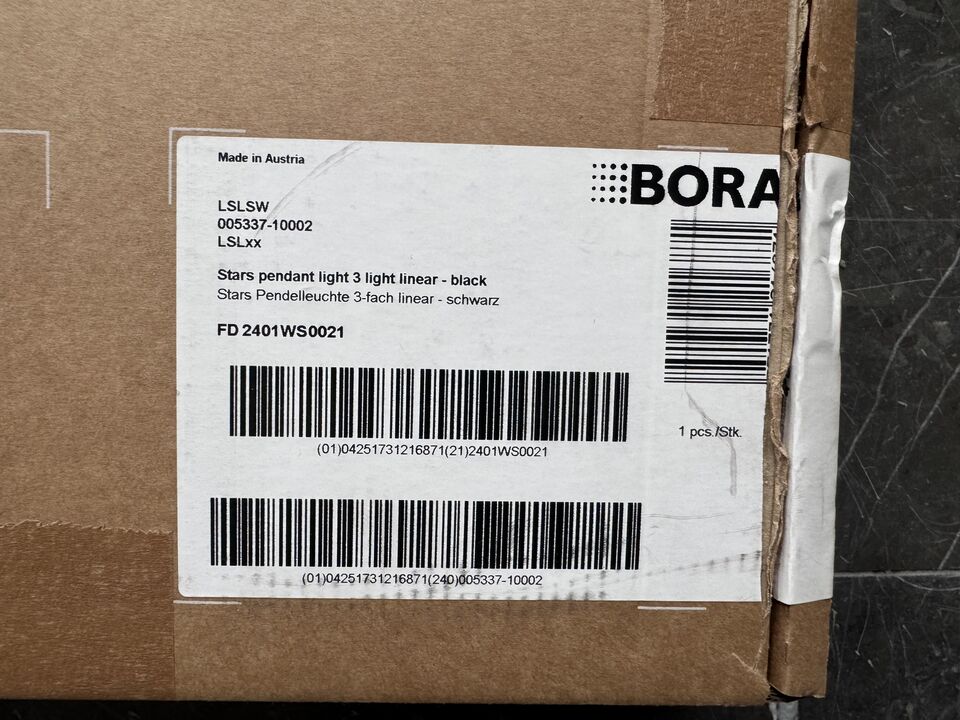 Made in Austria
BORA
LSLSW
005337-10002
LSLxx
Stars pendant light 3 light linear - black
Stars Pendelleuchte 3-fach linear - schwarz
FD 2401WS0021
(01)04251731216871(21)2401WS0021
1 pcs./Stk.
(01)04251731216871(240)005337-10002